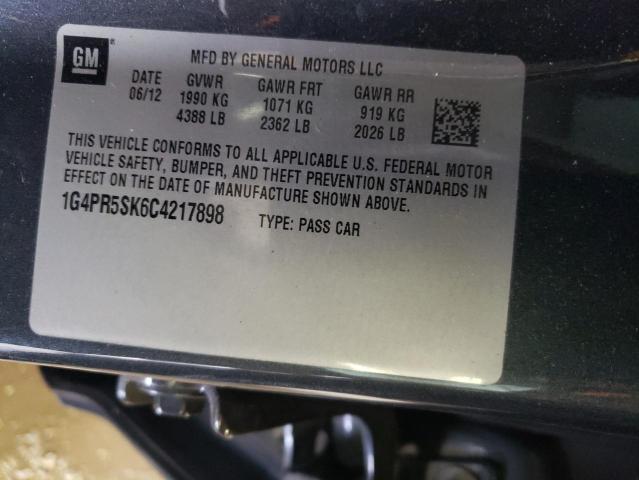 GM
MFD BY GENERAL MOTORS LLC
DATE GVWR GAWR FRT GAWR RR
06/12 1990 KG 1071 KG 919 KG
4388 LB 2362 LB 2026 LB
THIS VEHICLE CONFORMS TO ALL APPLICABLE U.S. FEDERAL MOTOR
VEHICLE SAFETY, BUMPER, AND THEFT PREVENTION STANDARDS IN
EFFECT ON THE DATE OF MANUFACTURE SHOWN ABOVE.
1G4PR5SK6C4217898 TYPE: PASS CAR